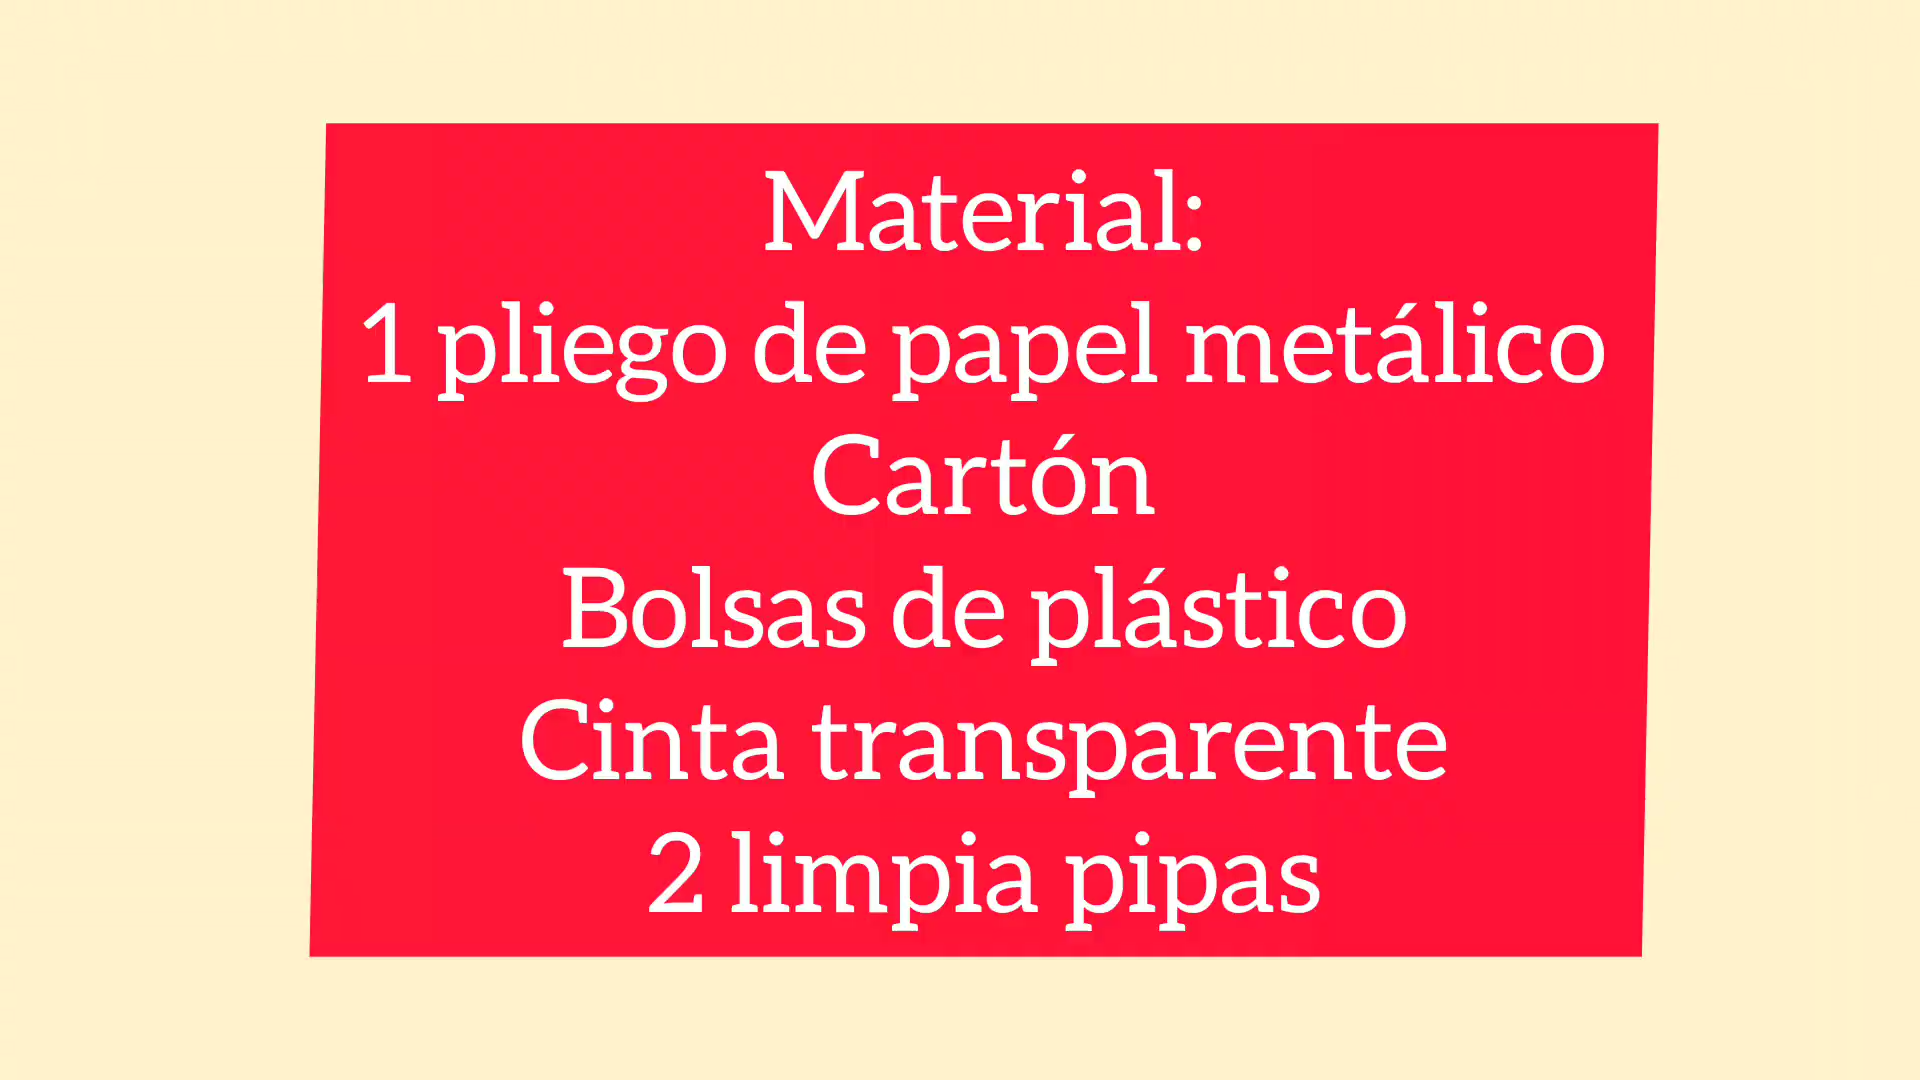 Material:
1 pliego de papel metálico
Cartón
Bolsas de plástico
Cinta transparente
2 limpia pipas